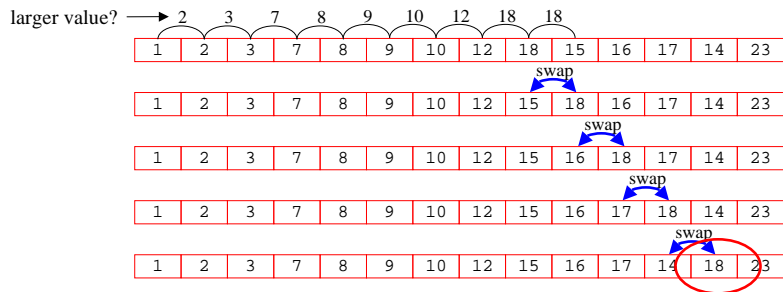 larger value? 2 3 7 8 9 10 12 18 18
1 2 3 7 8 9 10 12 18 15 16 17 14 23
swap
1 2 3 7 8 9 10 12 15 18 16 17 14 23
swap
1 2 3 7 8 9 10 12 15 16 18 17 14 23
swap
1 2 3 7 8 9 10 12 15 16 17 18 14 23
swap
1 2 3 7 8 9 10 12 15 16 17 14 18 23